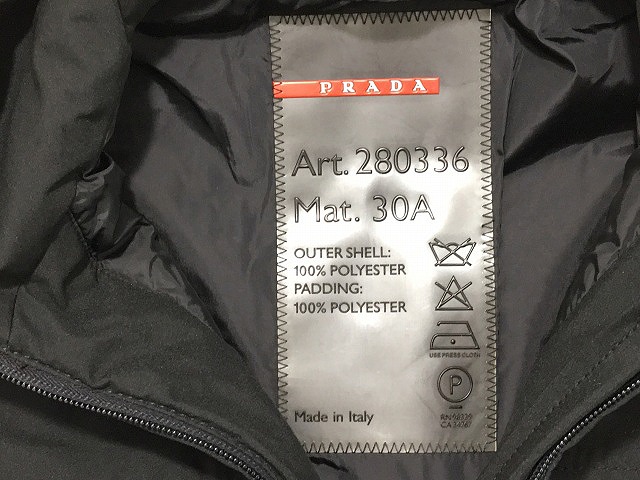 PRADA
Art. 280336
Mat. 30A
OUTER SHELL:
100% POLYESTER
PADDING:
100% POLYESTER
USE PRESS CLOTH
P
Made in Italy